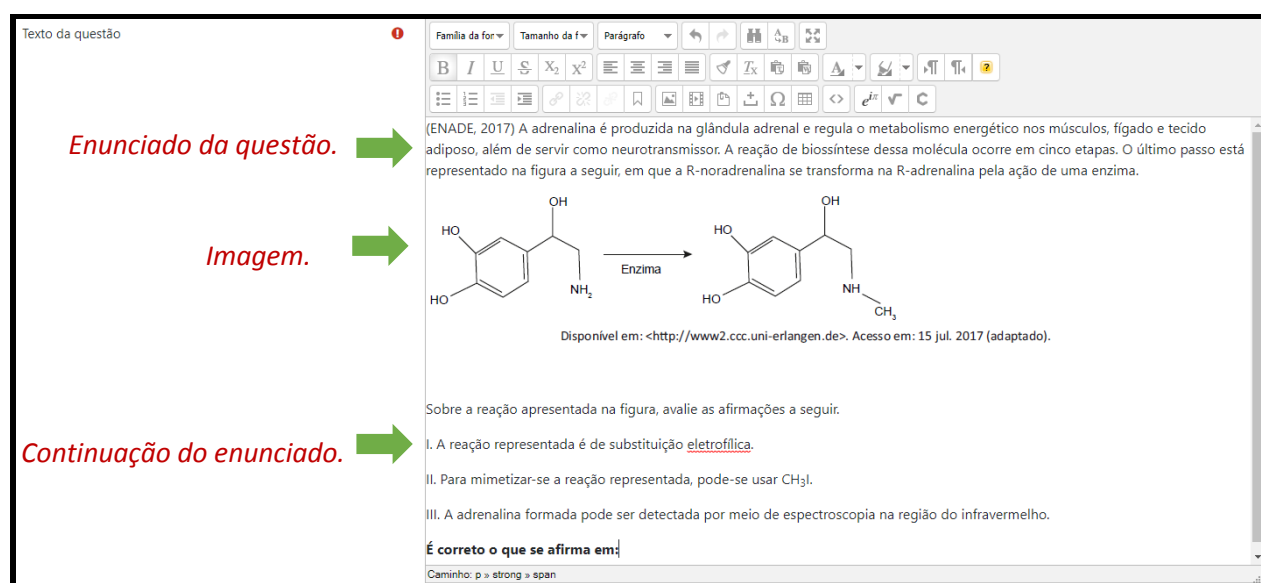 Texto da questão
Família da for
Tamanho da f
Parágrafo
Enunciado da questão.
(ENADE, 2017) A adrenalina é produzida na glândula adrenal e regula o metabolismo energético nos músculos, fígado e tecido
adiposo, além de servir como neurotransmissor. A reação de biossíntese dessa molécula ocorre em cinco etapas. O último passo está
representado na figura a seguir, em que a R-noradrenalina se transforma na R-adrenalina pela ação de uma enzima.
Imagem.
OH
HO
HO
NH₂
Enzima
OH
HO
HO
NH
CH₃
Disponível em: <http://www2.ccc.uni-erlangen.de>. Acesso em: 15 jul. 2017 (adaptado).
Sobre a reação apresentada na figura, avalie as afirmações a seguir.
Continuação do enunciado.
I. A reação representada é de substituição eletrofílica.
II. Para mimetizar-se a reação representada, pode-se usar CH₃I.
III. A adrenalina formada pode ser detectada por meio de espectroscopia na região do infravermelho.
É correto o que se afirma em:
Caminho: p » strong » span